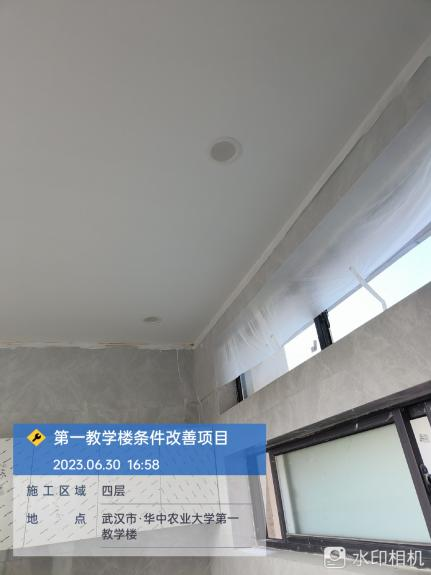 第一教学楼条件改善项目
2023.06.30 16:58
施工区域 四层
地 点 武汉市·华中农业大学第一
教学楼
水印相机